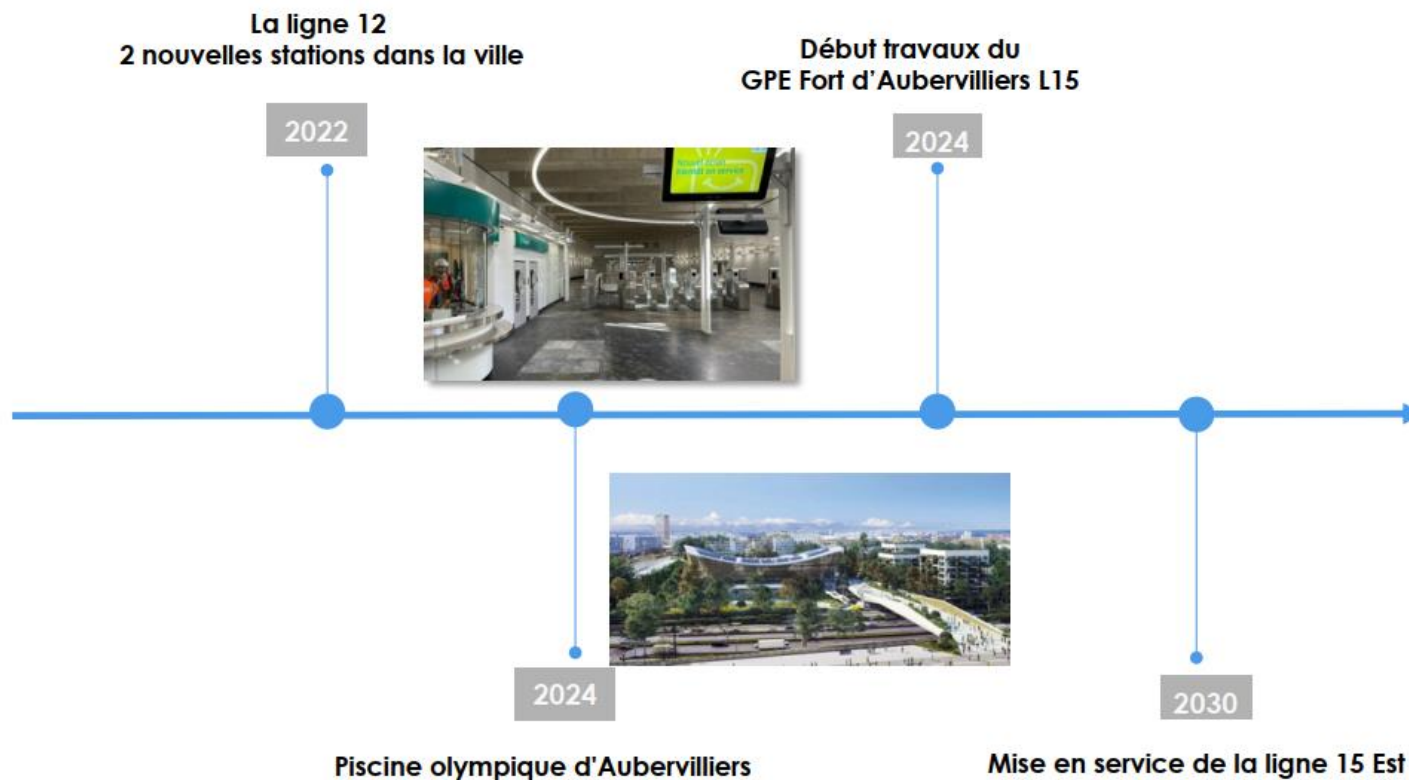 La ligne 12
2 nouvelles stations dans la ville
2022
Début travaux du
GPE Fort d'Aubervilliers L15
2024
2024
Piscine olympique d'Aubervilliers
2030
Mise en service de la ligne 15 Est